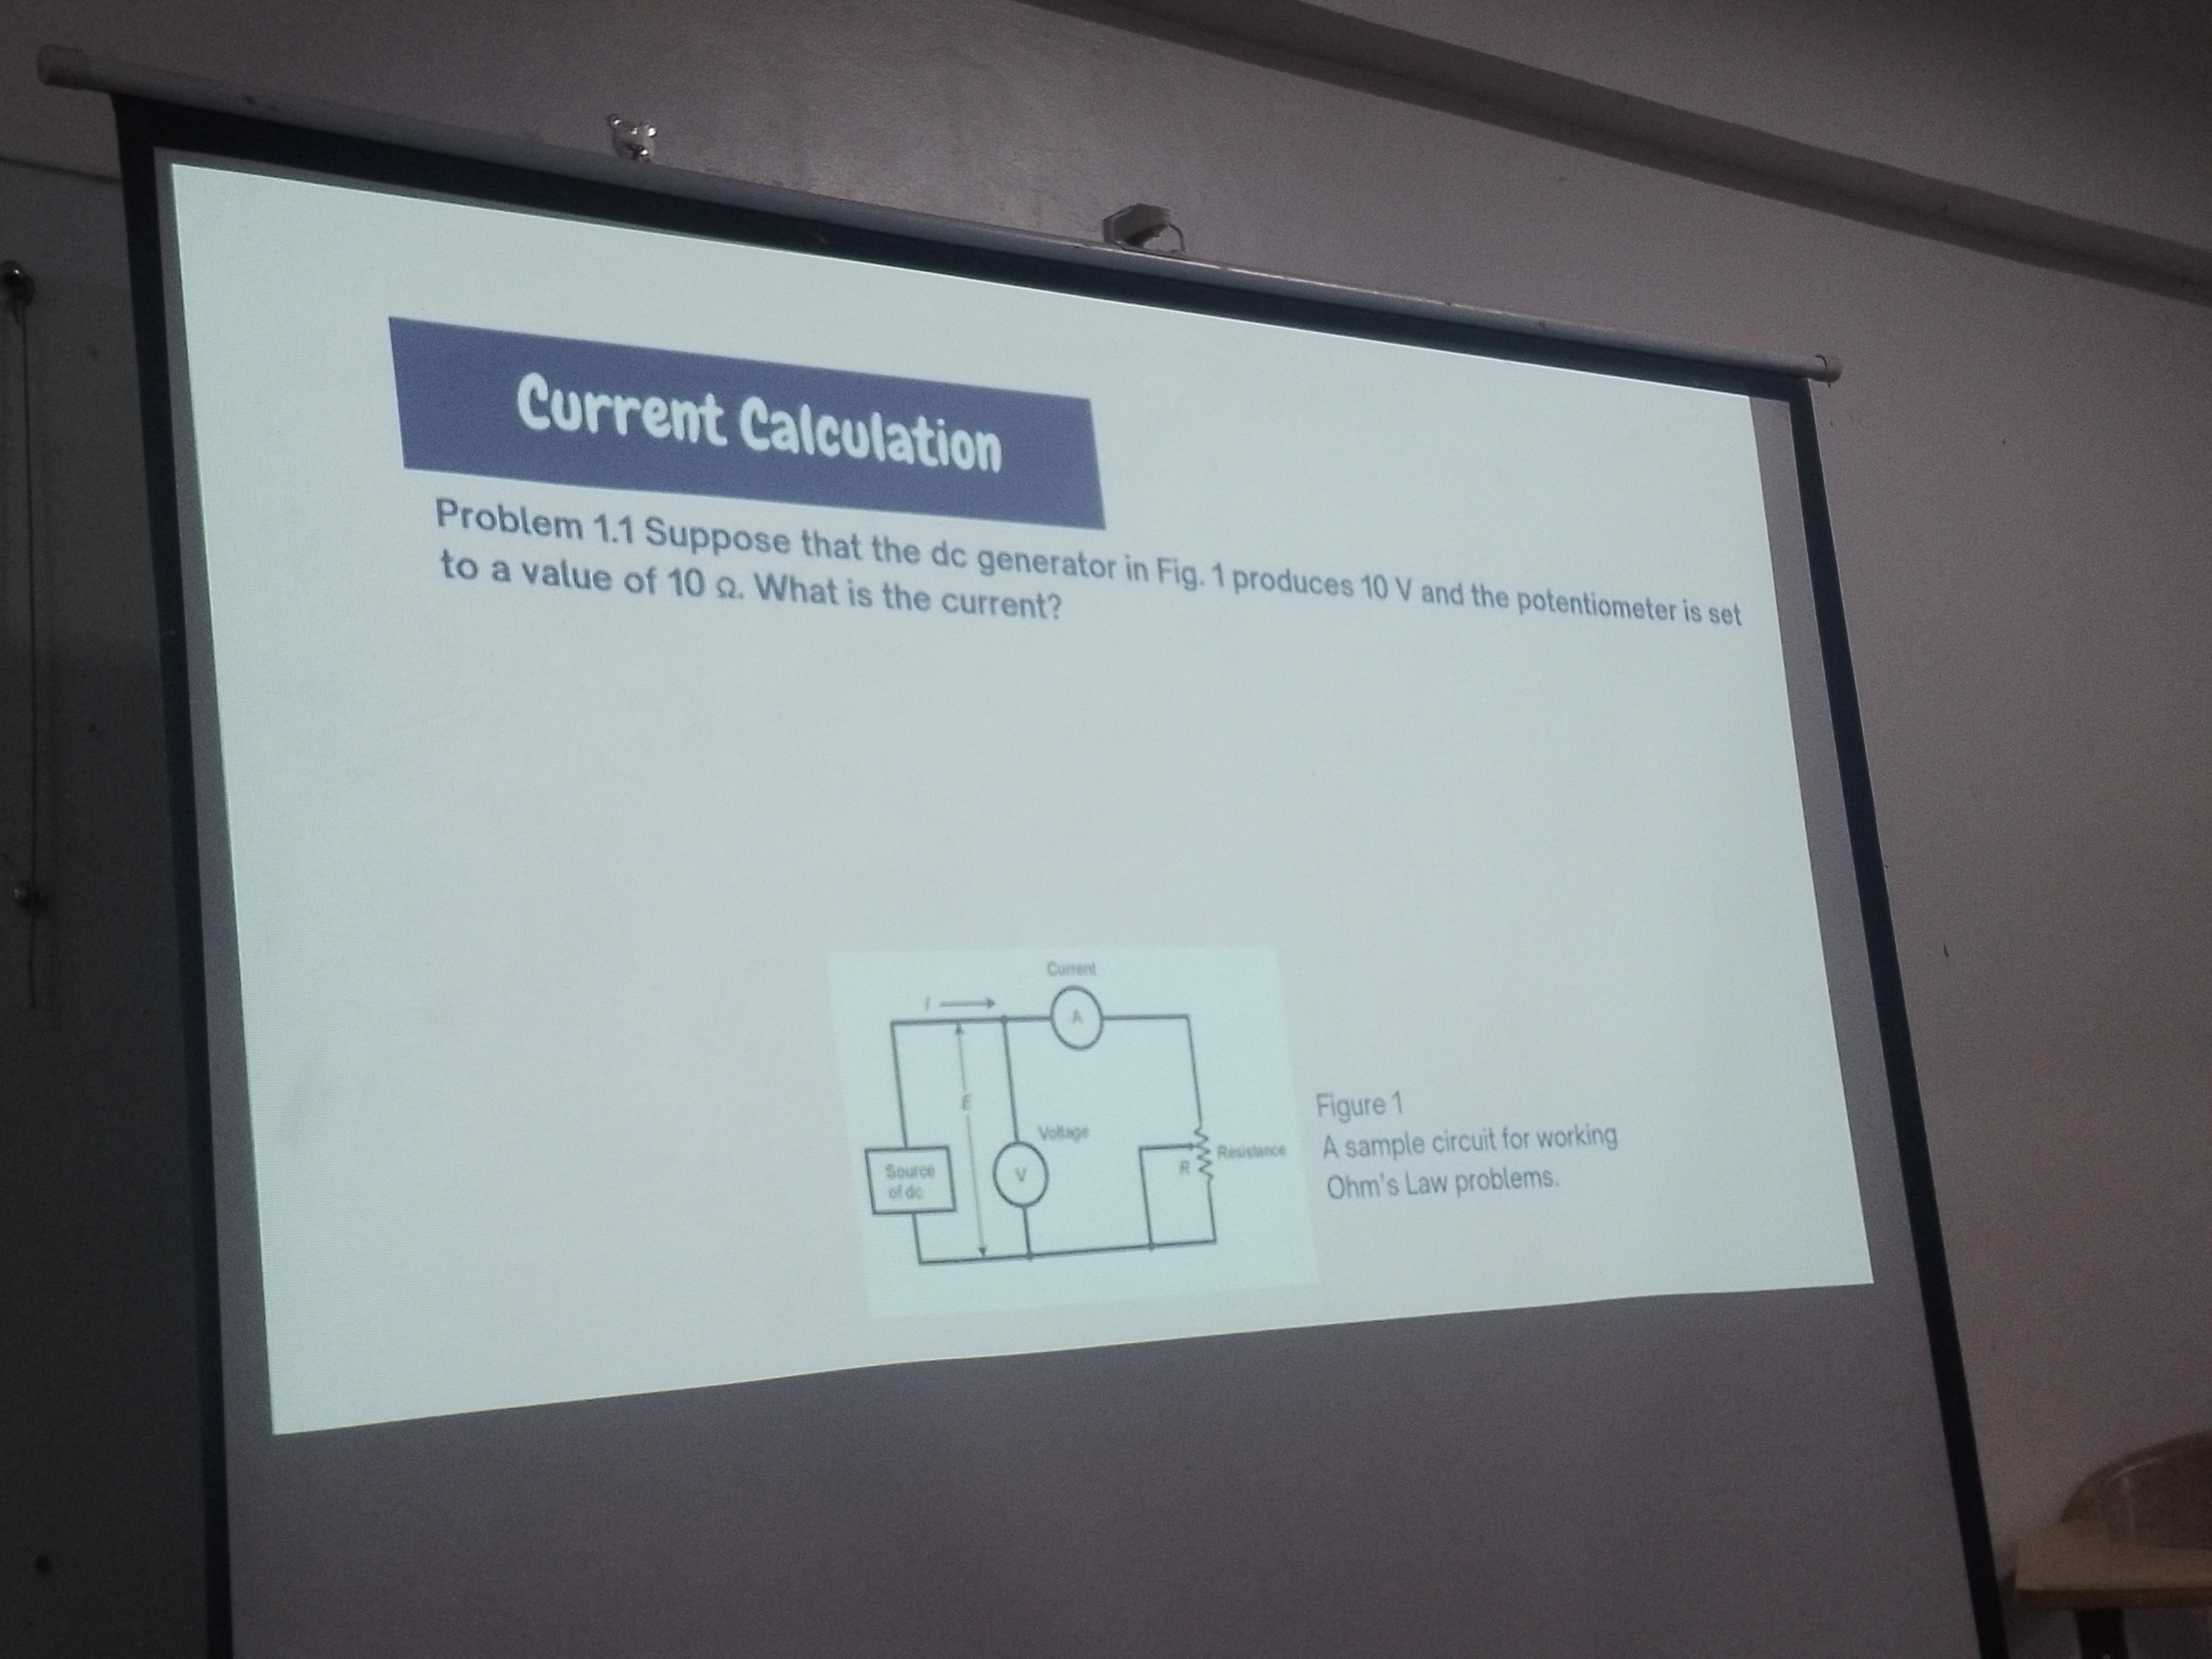 Current Calculation
Problem 1.1 Suppose that the dc generator in Fig. 1 produces 10 V and the potentiometer is set
to a value of 10 Ω. What is the current?
Current
I
A
E
Voltage
Source
of dc
V
R
Resistance
Figure 1
A sample circuit for working
Ohm's Law problems.